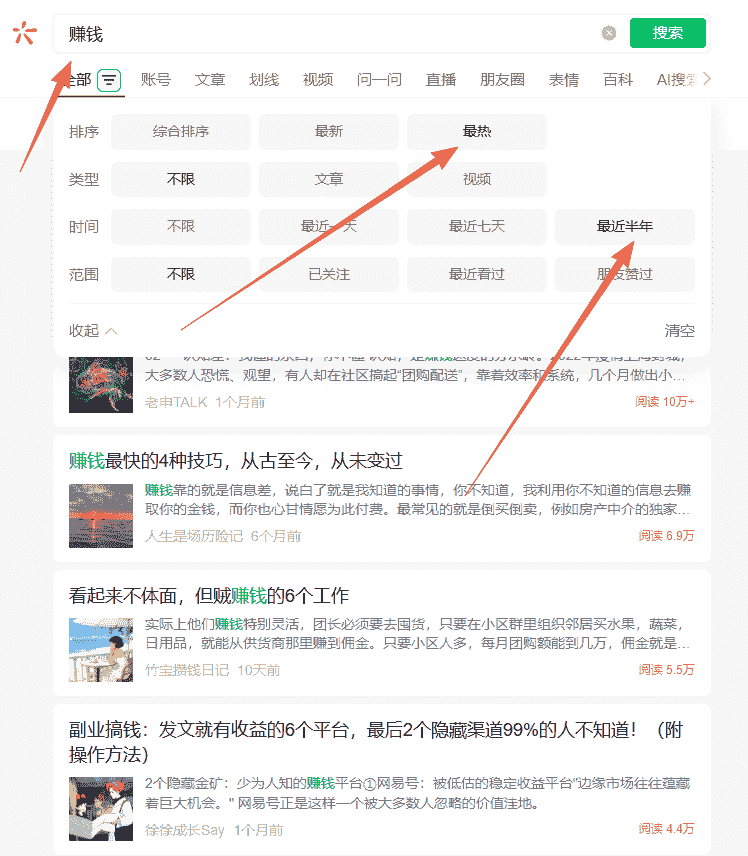 赚钱
搜索
全部 账号 文章 划线 视频 问一问 直播 朋友圈 表情 百科 AI搜索
排序 综合排序 最新 最热
类型 不限 文章 视频
时间 不限 最近一天 最近七天 最近半年
范围 不限 已关注 最近看过 朋友赞过
收起 清空
大多数人恐慌、观望，有人却在社区搞起“团购配送”，靠着效率和系统，几个月做出小…
老申TALK 1个月前 阅读 10万+
赚钱最快的4种技巧，从古至今，从未变过
赚钱靠的就是信息差，说白了就是我知道的事情，你不知道，我利用你不知道的信息去赚
取你的金钱，而你也心甘情愿为此付费。最常见的就是倒买倒卖，例如房产中介的独家…
人生是场历险记 6个月前 阅读 6.9万
看起来不体面，但贼赚钱的6个工作
实际上他们赚钱特别灵活，团长必须要去囤货，只要在小区群里组织邻居买水果，蔬菜，
日用品，就能从供货商那里赚到佣金。只要小区人多，每月团购额能到几万，佣金就是…
竹宝攒钱日记 10天前 阅读 5.5万
副业搞钱：发文就有收益的6个平台，最后2个隐藏渠道99%的人不知道！（附
操作方法）
2个隐藏金矿：少为人知的赚钱平台①网易号：被低估的稳定收益平台"边缘市场往往蕴藏
着巨大机会。" 网易号正是这样一个被大多数人忽略的价值洼地。
徐徐成长Say 1个月前 阅读 4.4万